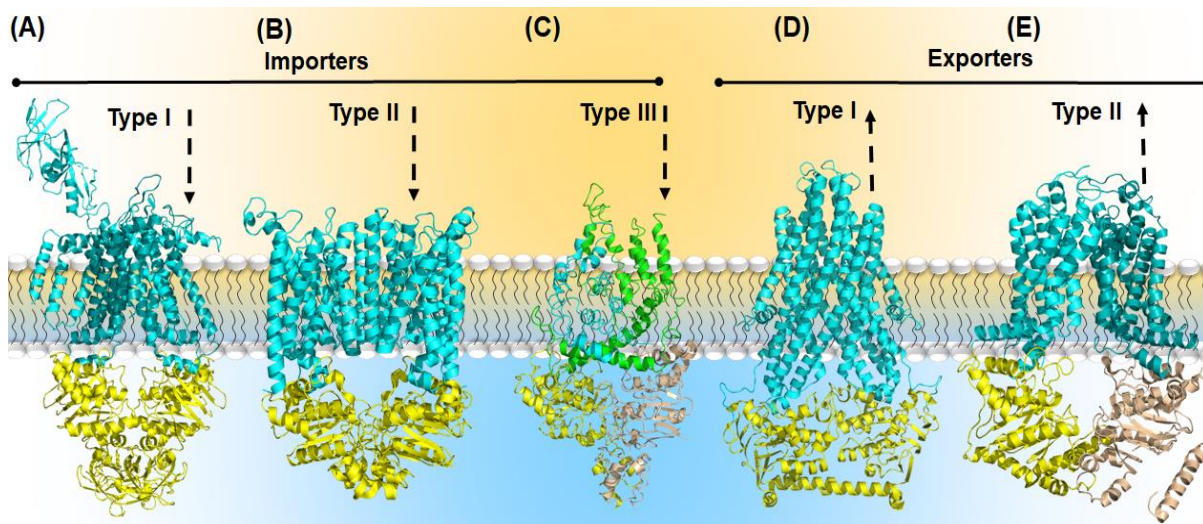 (A)
(B)
(C)
(D)
(E)
Importers
Exporters
Type I
Type II
Type III
Type I
Type II